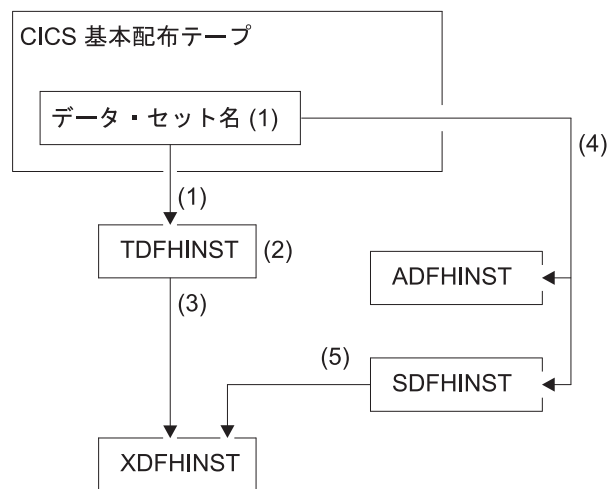 CICS 基本配布テープ
データ・セット名 (1)
(4)
(1)
TDFHINST (2)
ADFHINST
(3)
(5)
SDFHINST
XDFHINST